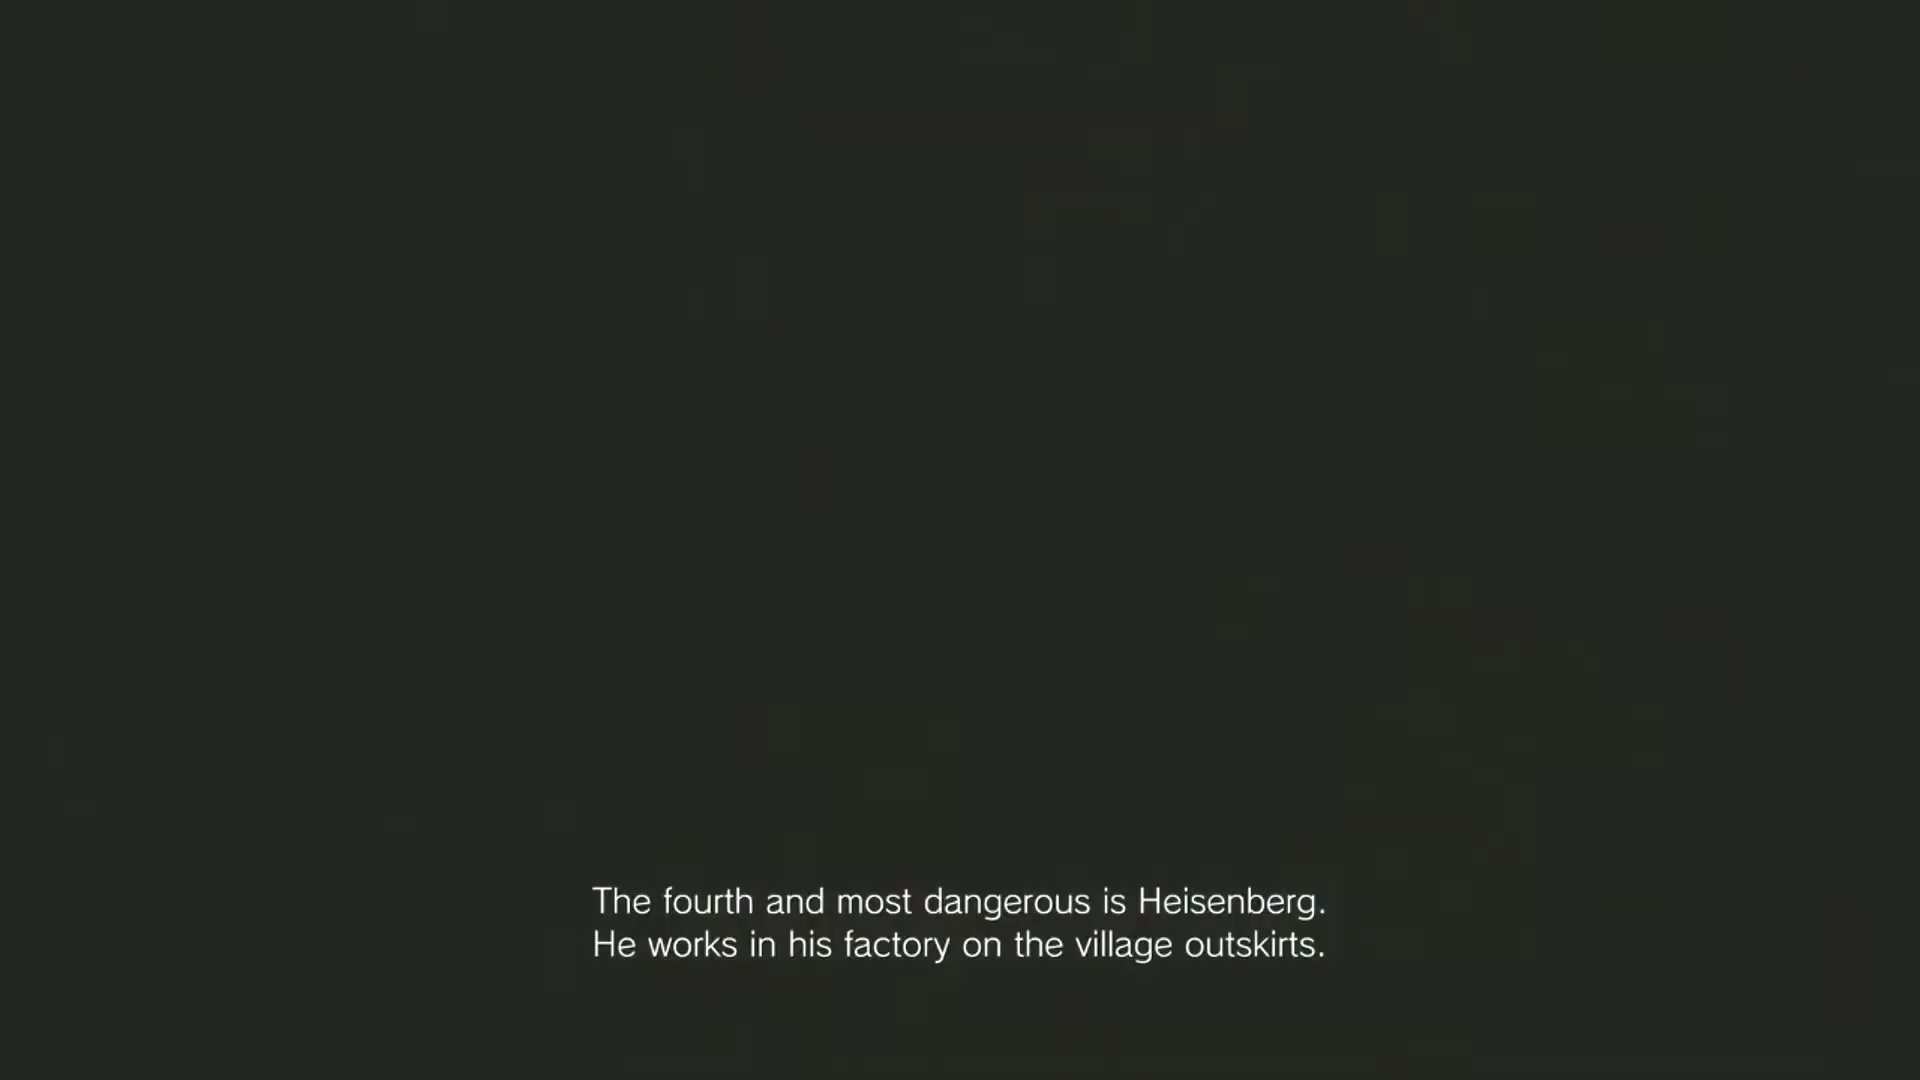 The fourth and most dangerous is Heisenberg.
He works in his factory on the village outskirts.